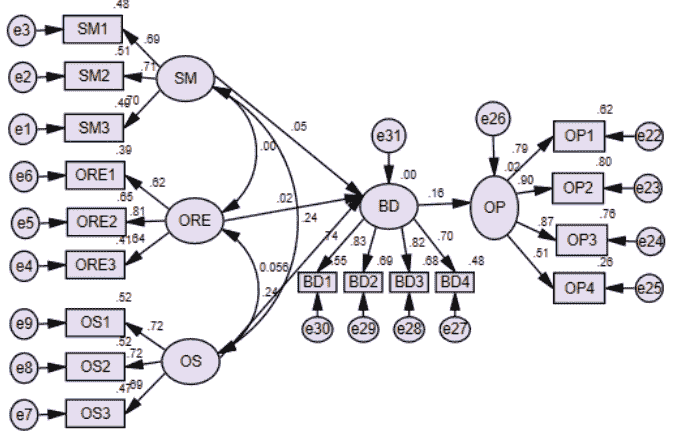 .48
e3 SM1 .69
.51
e2 SM2 .71 SM
.49 .70
e1 SM3
.39
e6 ORE1 .62
.65
e5 ORE2 .81 ORE
.41 .64
e4 ORE3
.52
e9 OS1 .72
.52
e8 OS2 .72 OS
.47 .69
e7 OS3
.00
.24
0.056
.24
.05
.02
e31
.00
BD
.16
.74 .83 .82 .70
.55 .69 .68 .48
BD1 BD2 BD3 BD4
e30 e29 e28 e27
e26
.02
OP
.62
.79 OP1 e22
.80
.90 OP2 e23
.76
.87 OP3 e24
.26
.51 OP4 e25